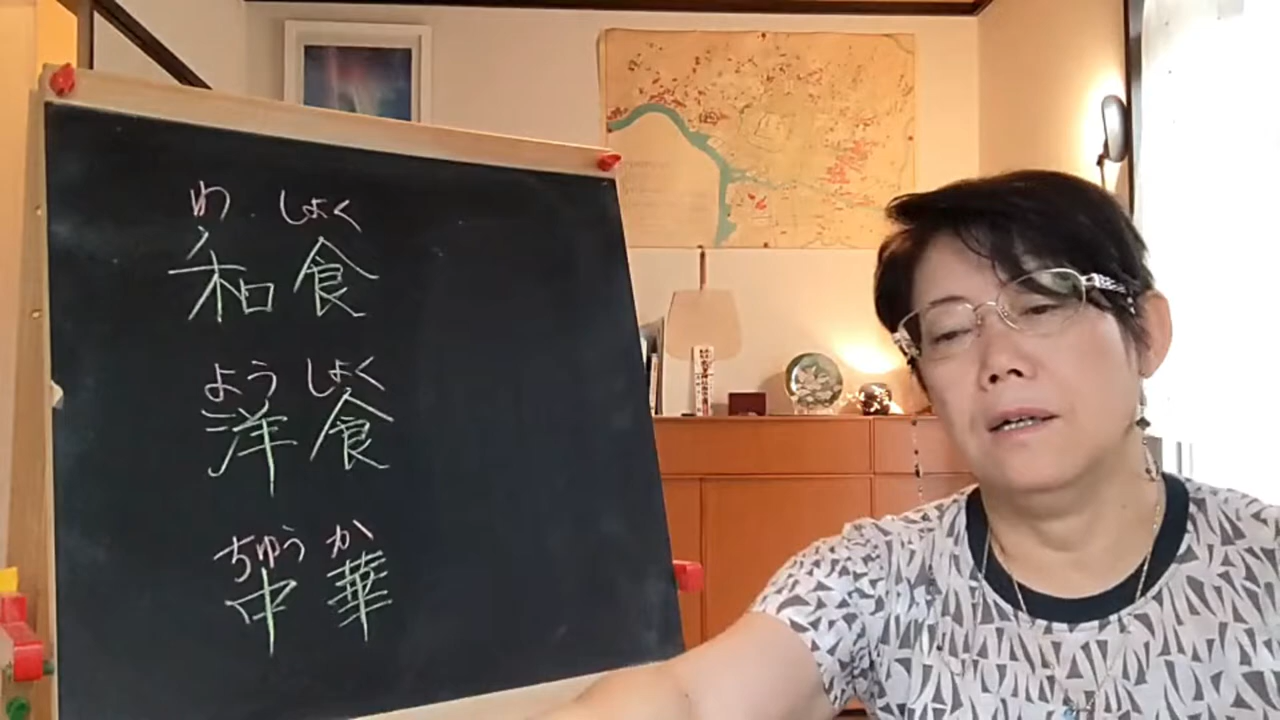 わ しょく
和食
よう しょく
洋食
ちゅう か
中華